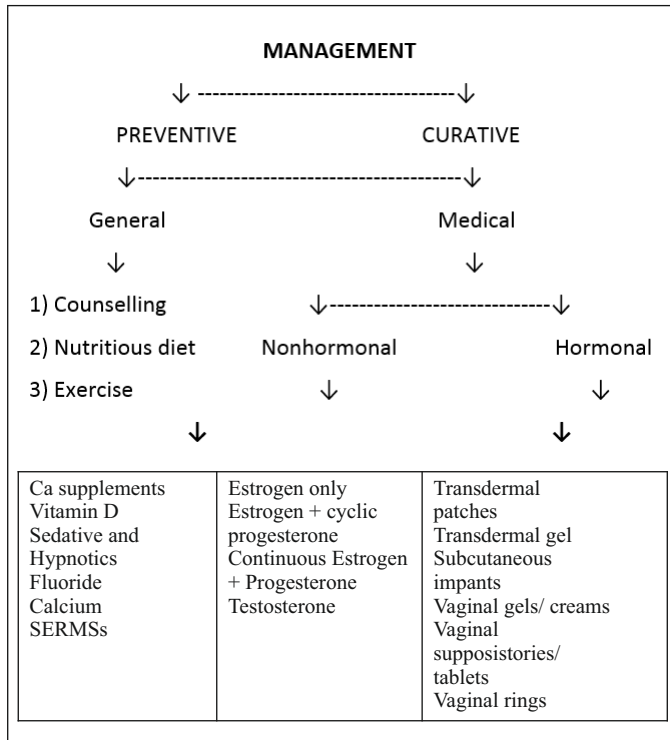 MANAGEMENT
↓ ----------------------------- ↓
PREVENTIVE CURATIVE
↓---------------------------------------↓
General Medical
↓ ↓
1) Counselling ↓------------------------↓
2) Nutritious diet Nonhormonal Hormonal
3) Exercise ↓ ↓
↓ ↓
Ca supplements
Vitamin D
Sedative and
Hypnotics
Fluoride
Calcium
SERMSs
Estrogen only
Estrogen + cyclic
progesterone
Continuous Estrogen
+ Progesterone
Testosterone
Transdermal
patches
Transdermal gel
Subcutaneous
impants
Vaginal gels/ creams
Vaginal
supposistories/
tablets
Vaginal rings